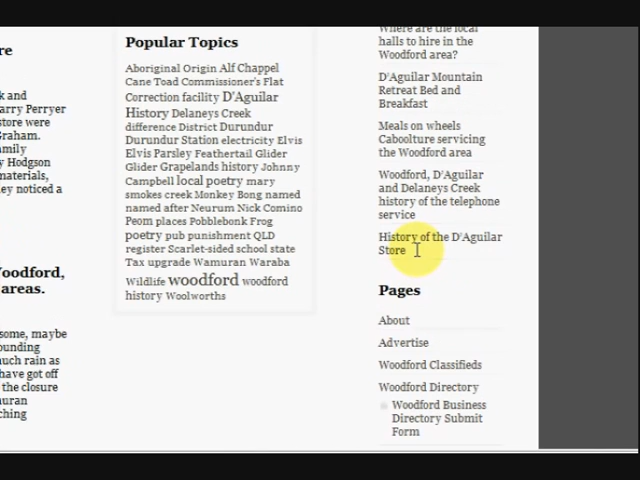 re
k and
arry Perryer
store were
Graham.
amily
y Hodgson
materials,
ey noticed a
Woodford,
areas.
some, maybe
ounding
much rain as
have got off
the closure
muran
ching
Popular Topics
Aboriginal Origin Alf Chappel
Cane Toad Commissioner's Flat
Correction facility D'Aguilar
History Delaneys Creek
difference District Durundur
Durundur Station electricity Elvis
Elvis Parsley Feathertail Glider
Glider Grapelands history Johnny
Campbell local poetry mary
smokes creek Monkey Bong named
named after Neurum Nick Comino
Peom places Pobblebonk Frog
poetry pub punishment QLD
register Scarlet-sided school state
Tax upgrade Wamuran Waraba
Wildlife woodford woodford
history Woolworths
Where are the local
halls to hire in the
Woodford area?
D'Aguilar Mountain
Retreat Bed and
Breakfast
Meals on wheels
Caboolture servicing
the Woodford area
Woodford, D'Aguilar
and Delaneys Creek
history of the telephone
service
History of the D'Aguilar
Store
Pages
About
Advertise
Woodford Classifieds
Woodford Directory
Woodford Business
Directory Submit
Form